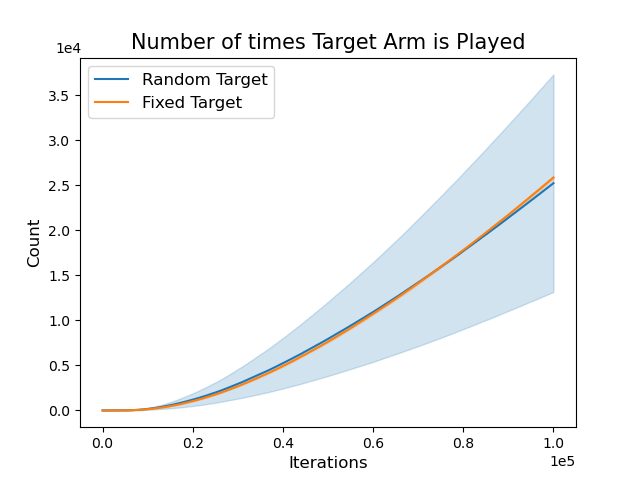 Number of times Target Arm is Played
1e4
Random Target
Fixed Target
3.5
3.0
2.5
2.0
1.5
1.0
0.5
0.0
Count
0.0 0.2 0.4 0.6 0.8 1.0
Iterations
1e5